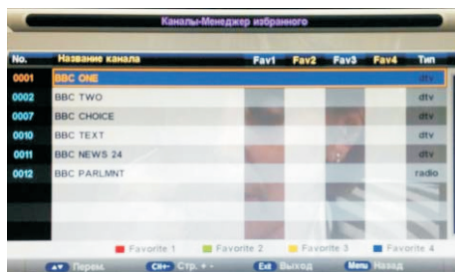 Каналы-Менеджер избранного
No. Название канала Fav1 Fav2 Fav3 Fav4 Тип
0001 BBC ONE dtv
0002 BBC TWO dtv
0007 BBC CHOICE dtv
0010 BBC TEXT dtv
0011 BBC NEWS 24 dtv
0012 BBC PARLMNT radio
Favorite 1 Favorite 2 Favorite 3 Favorite 4
▲▼ Перем. CH+- Стр. + - Exit Выход Menu Назад